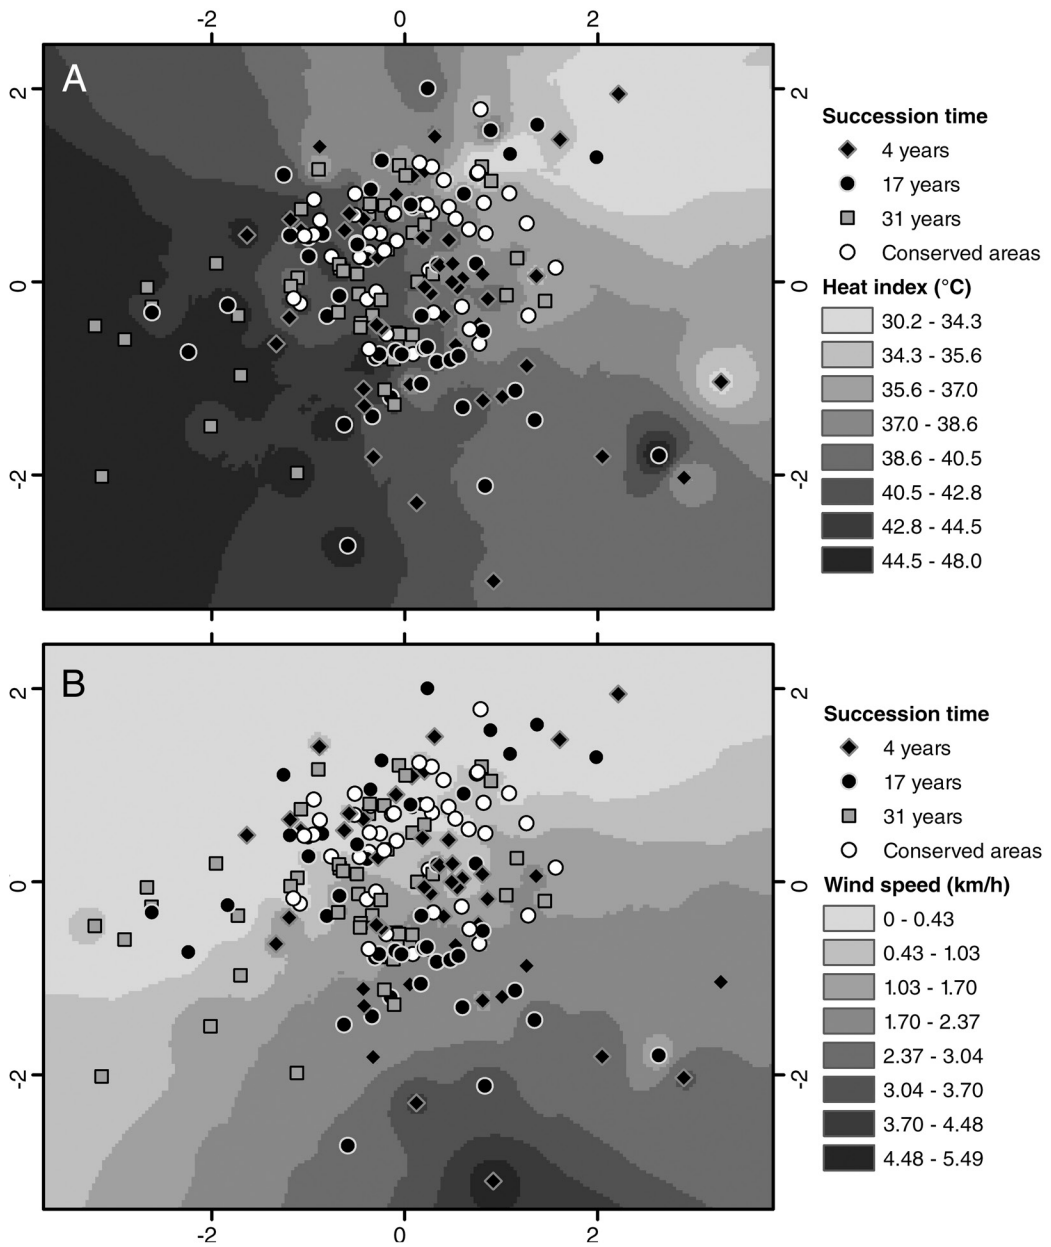 -2 0 2
A
2 2
0 0
-2 -2
Succession time
4 years
17 years
31 years
Conserved areas
Heat index (°C)
30.2 - 34.3
34.3 - 35.6
35.6 - 37.0
37.0 - 38.6
38.6 - 40.5
40.5 - 42.8
42.8 - 44.5
44.5 - 48.0
B
2 2
0 0
-2 -2
Succession time
4 years
17 years
31 years
Conserved areas
Wind speed (km/h)
0 - 0.43
0.43 - 1.03
1.03 - 1.70
1.70 - 2.37
2.37 - 3.04
3.04 - 3.70
3.70 - 4.48
4.48 - 5.49
-2 0 2